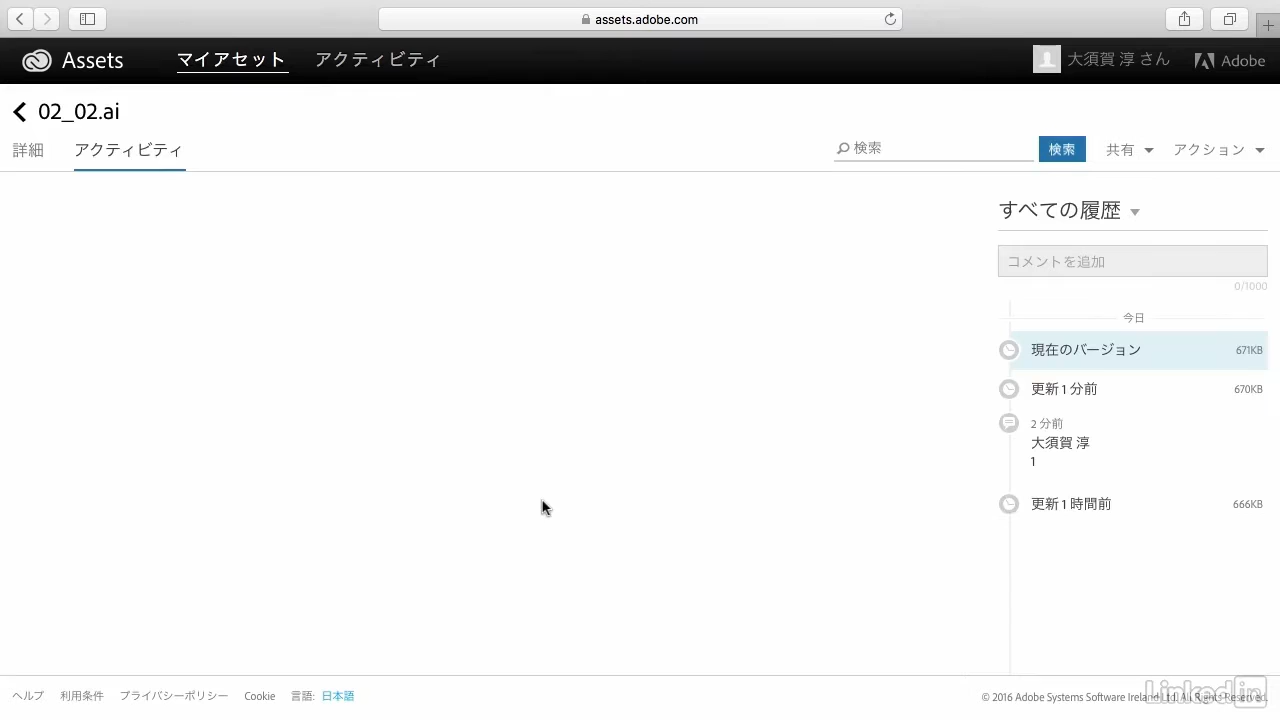 assets.adobe.com
Assets マイアセット アクティビティ 大須賀 淳 さん Adobe
02_02.ai
詳細 アクティビティ 検索 検索 共有 アクション
すべての履歴
コメントを追加
0/1000
今日
現在のバージョン 671KB
更新 1 分前 670KB
2 分前
大須賀 淳
1
更新 1 時間前 666KB
ヘルプ 利用条件 プライバシーポリシー Cookie 言語: 日本語 © 2016 Adobe Systems Software Ireland Ltd. All Rights Reserved.
Linked in